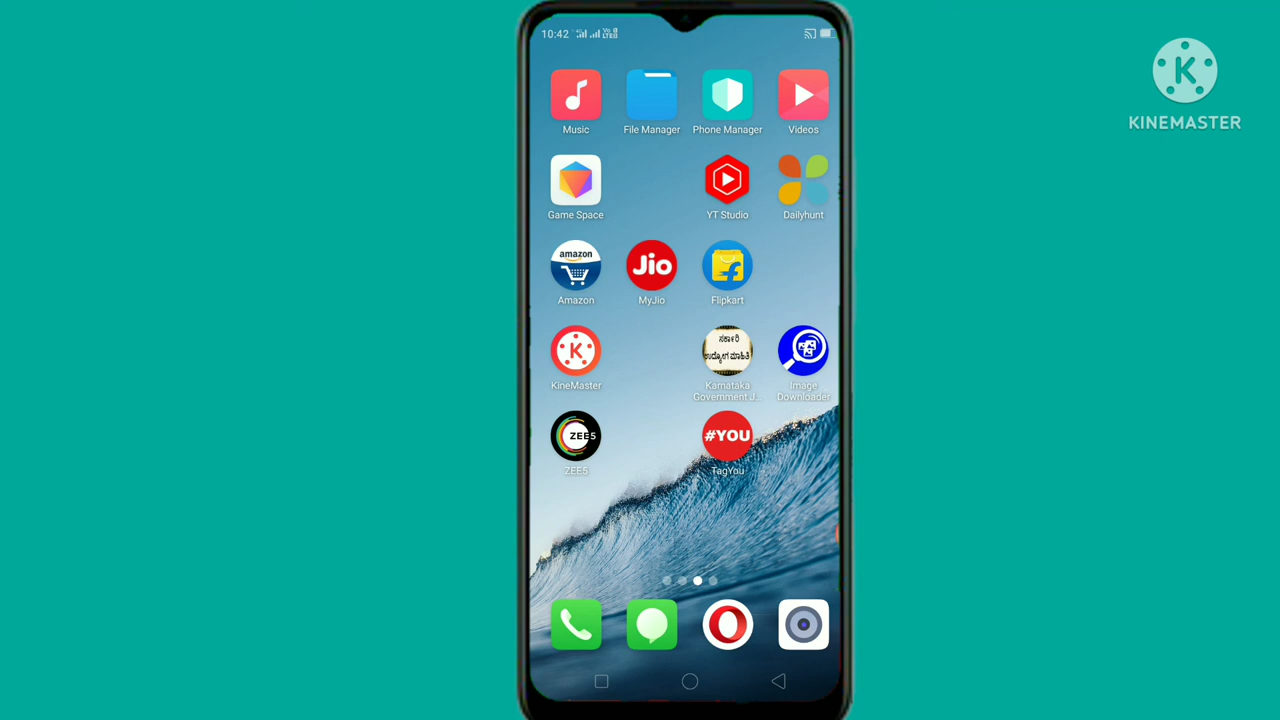 10:42
K
KINEMASTER
Music
File Manager
Phone Manager
Videos
Game Space
YT Studio
Dailyhunt
amazon
Amazon
Jio
MyJio
Flipkart
K
KineMaster
ಸರ್ಕಾರಿ
ಉದ್ಯೋಗ ಮಾಹಿತಿ
Karnataka
Government J...
Image
Downloader
ZEE5
ZEE5
#YOU
TagYou